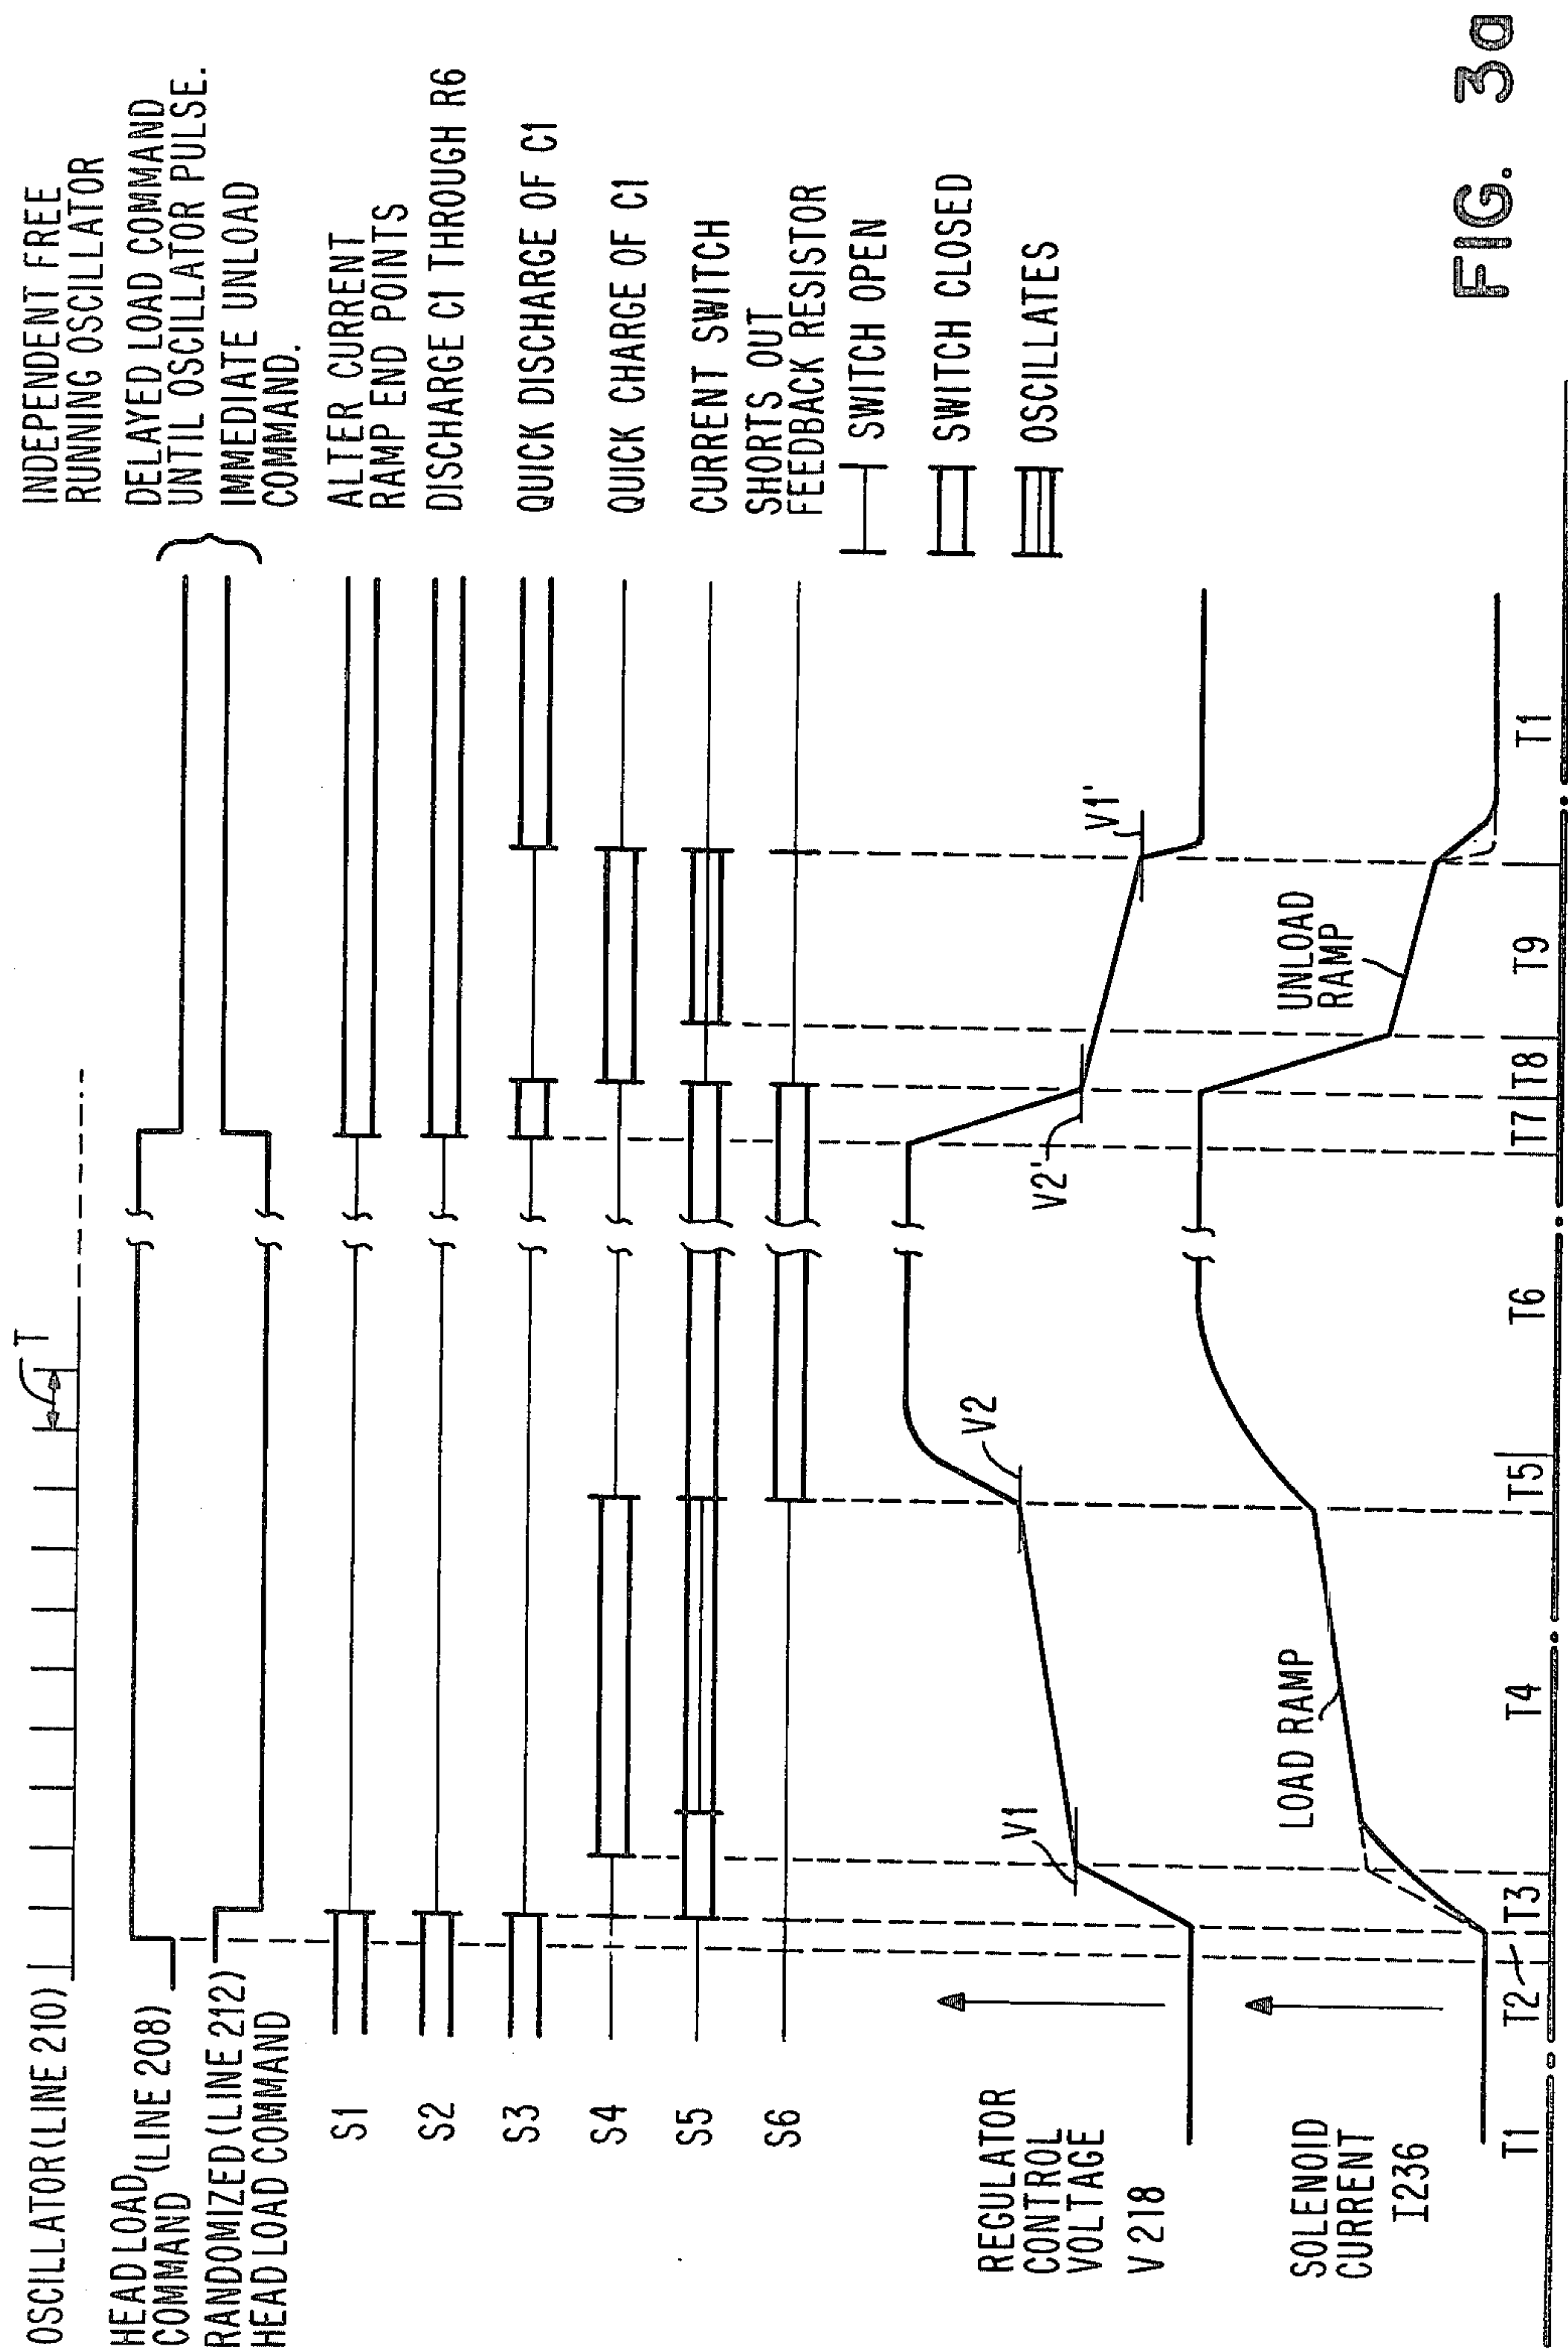 OSCILLATOR (LINE 210)
T
INDEPENDENT FREE
RUNNING OSCILLATOR
HEAD LOAD
COMMAND (LINE 208)
DELAYED LOAD COMMAND
UNTIL OSCILLATOR PULSE.
RANDOMIZED (LINE 212)
HEAD LOAD COMMAND
IMMEDIATE UNLOAD
COMMAND.
S1
ALTER CURRENT
RAMP END POINTS
S2
DISCHARGE C1 THROUGH R6
S3
QUICK DISCHARGE OF C1
S4
QUICK CHARGE OF C1
S5
CURRENT SWITCH
S6
SHORTS OUT
FEEDBACK RESISTOR
SWITCH OPEN
SWITCH CLOSED
OSCILLATES
REGULATOR
CONTROL
VOLTAGE
V 218
V1
V2
V2'
V1'
SOLENOID
CURRENT
I236
LOAD RAMP
UNLOAD
RAMP
T1 T2 T3 T4 T5 T6 T7 T8 T9 T1
FIG. 3a